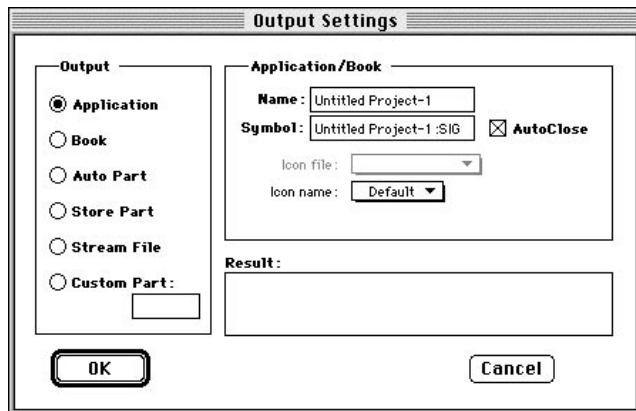 Output Settings
Output
Application
Book
Auto Part
Store Part
Stream File
Custom Part:
Application/Book
Name: Untitled Project-1
Symbol: Untitled Project-1 :SIG AutoClose
Icon file:
Icon name: Default
Result:
OK
Cancel